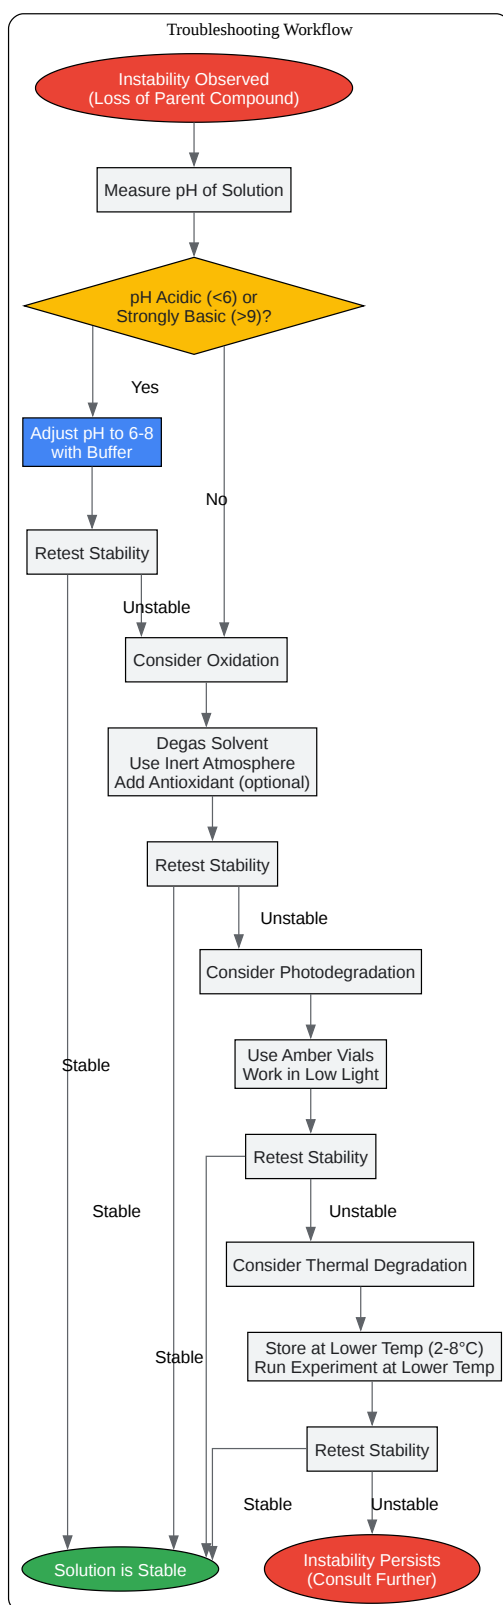 Troubleshooting Workflow
Instability Observed
(Loss of Parent Compound)
Measure pH of Solution
pH Acidic (<6) or
Strongly Basic (>9)?
Yes
Adjust pH to 6-8
with Buffer
No
Retest Stability
Unstable
Consider Oxidation
Degas Solvent
Use Inert Atmosphere
Add Antioxidant (optional)
Retest Stability
Unstable
Consider Photodegradation
Use Amber Vials
Work in Low Light
Stable
Retest Stability
Stable
Unstable
Consider Thermal Degradation
Store at Lower Temp (2-8°C)
Run Experiment at Lower Temp
Stable
Retest Stability
Stable
Unstable
Solution is Stable
Instability Persists
(Consult Further)